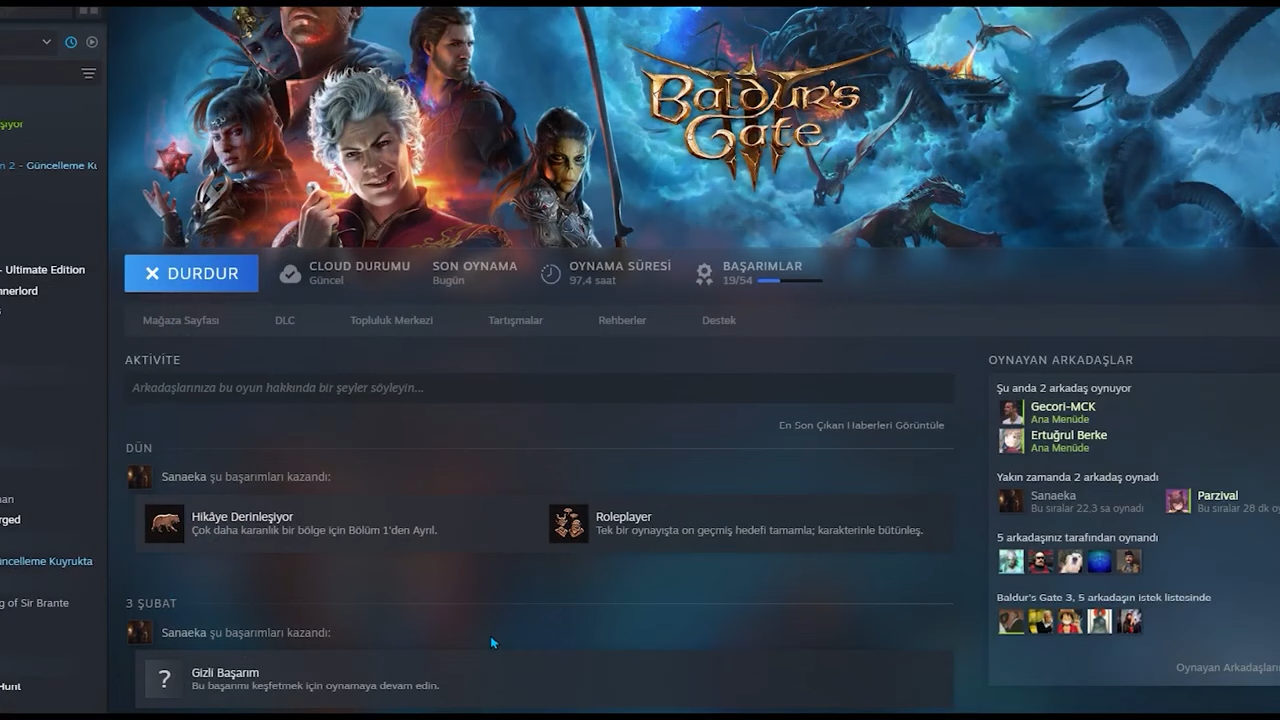 şıyor
n 2 - Güncelleme Ku
- Ultimate Edition
nnerlord
man
rged
üncelleme Kuyrukta
g of Sir Brante
Hunt
Baldur's
Gate
III
DURDUR
CLOUD DURUMU
Güncel
SON OYNAMA
Bugün
OYNAMA SÜRESİ
97,4 saat
BAŞARIMLAR
19/54
Mağaza Sayfası
DLC
Topluluk Merkezi
Tartışmalar
Rehberler
Destek
AKTİVİTE
Arkadaşlarınıza bu oyun hakkında bir şeyler söyleyin...
En Son Çıkan Haberleri Görüntüle
DÜN
Sanaeka şu başarımları kazandı:
Hikâye Derinleşiyor
Çok daha karanlık bir bölge için Bölüm 1'den Ayrıl.
Roleplayer
Tek bir oynayışta on geçmiş hedefi tamamla; karakterinle bütünleş.
3 ŞUBAT
Sanaeka şu başarımları kazandı:
?
Gizli Başarım
Bu başarımı keşfetmek için oynamaya devam edin.
OYNAYAN ARKADAŞLAR
Şu anda 2 arkadaş oynuyor
Gecori-MCK
Ana Menüde
Ertuğrul Berke
Ana Menüde
Yakın zamanda 2 arkadaş oynadı
Sanaeka
Bu sıralar 22,3 sa oynadı
Parzival
Bu sıralar 28 dk oy
5 arkadaşınız tarafından oynandı
Baldur's Gate 3, 5 arkadaşın istek listesinde
Oynayan Arkadaşları